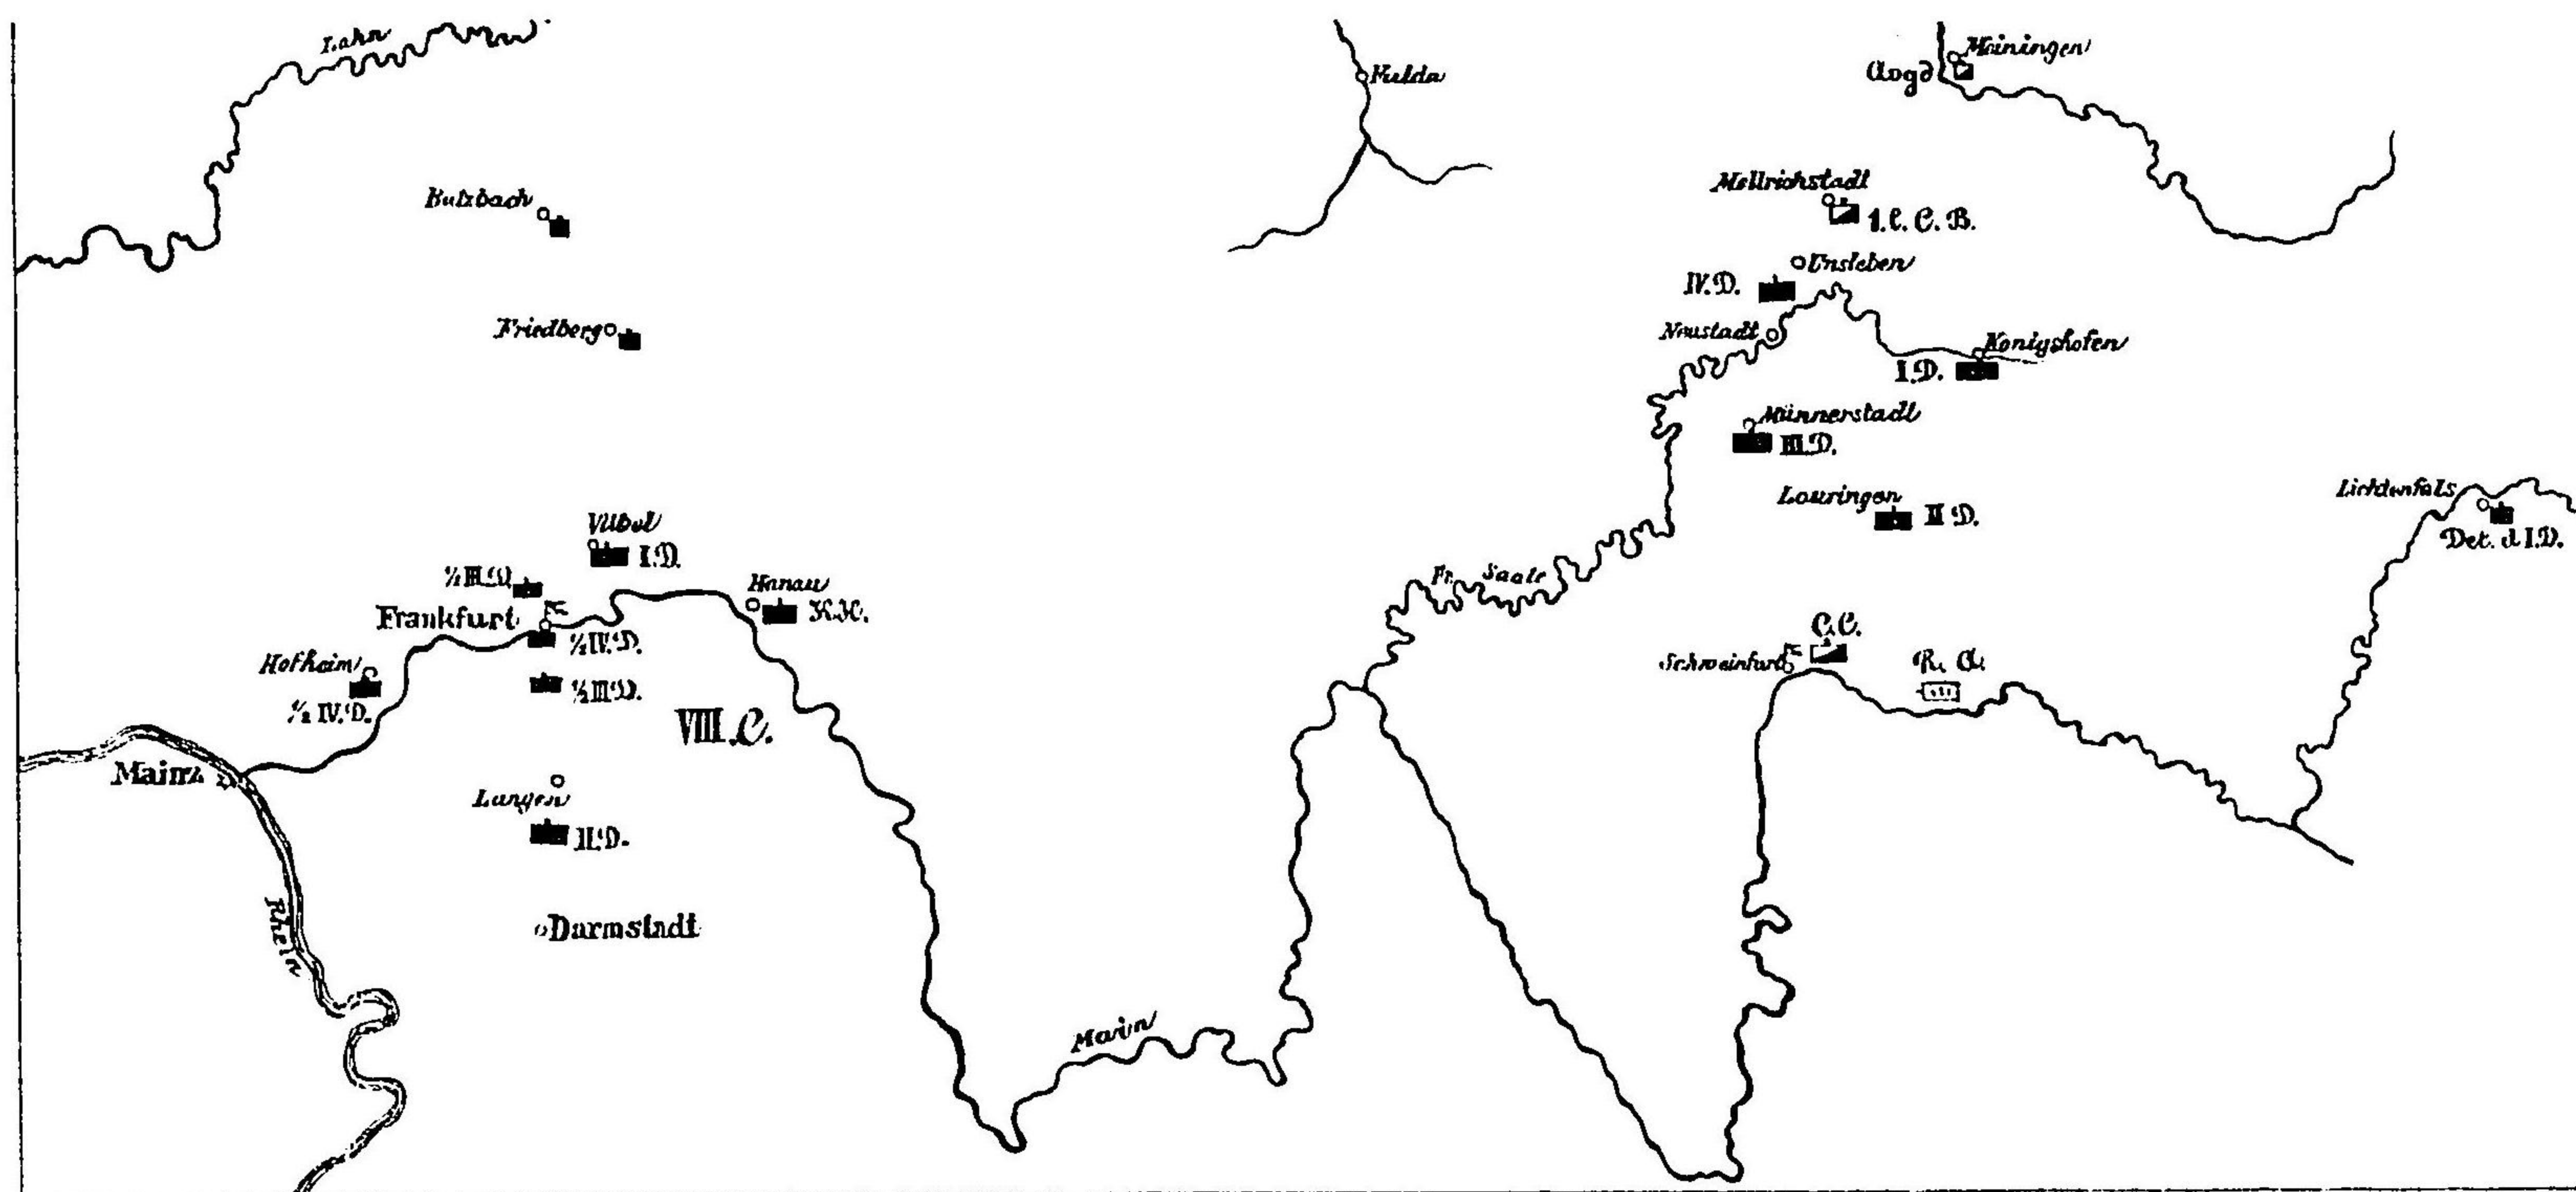 Lahn
Fulda
Meiningen
Mellrichstadt
1. l. C. B.
Butzbach
Unsleben
IV. D.
Neustadt
Friedberg
Königshofen
I. D.
Münnerstadt
III. D.
Lauringen
II D.
Lichtenfels
Det. d I. D.
Vilbel
I. D.
½ III. D.
Hanau
K. H.
Fr. Saale
Frankfurt
½ IV. D.
C. C.
Hofheim
Schweinfurt
R. A.
½ III. D.
½ IV. D.
VIII. C.
Mainz
Langen
II. D.
Rhein
Darmstadt
Main